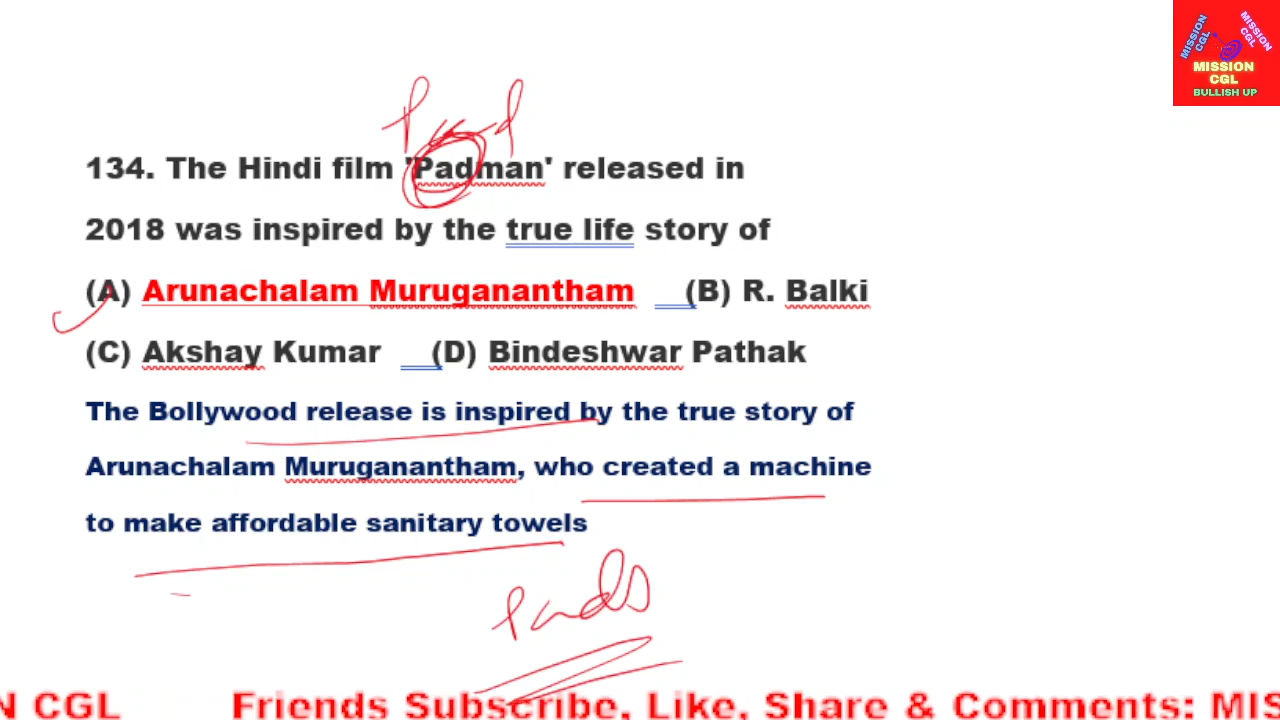 MISSION CGL
MISSION CGL
MISSION
CGL
BULLISH UP
Pad
134. The Hindi film 'Padman' released in
2018 was inspired by the true life story of
(A) Arunachalam Muruganantham (B) R. Balki
(C) Akshay Kumar (D) Bindeshwar Pathak
The Bollywood release is inspired by the true story of
Arunachalam Muruganantham, who created a machine
to make affordable sanitary towels
Pads
N CGL Friends Subscribe, Like, Share & Comments: MIS